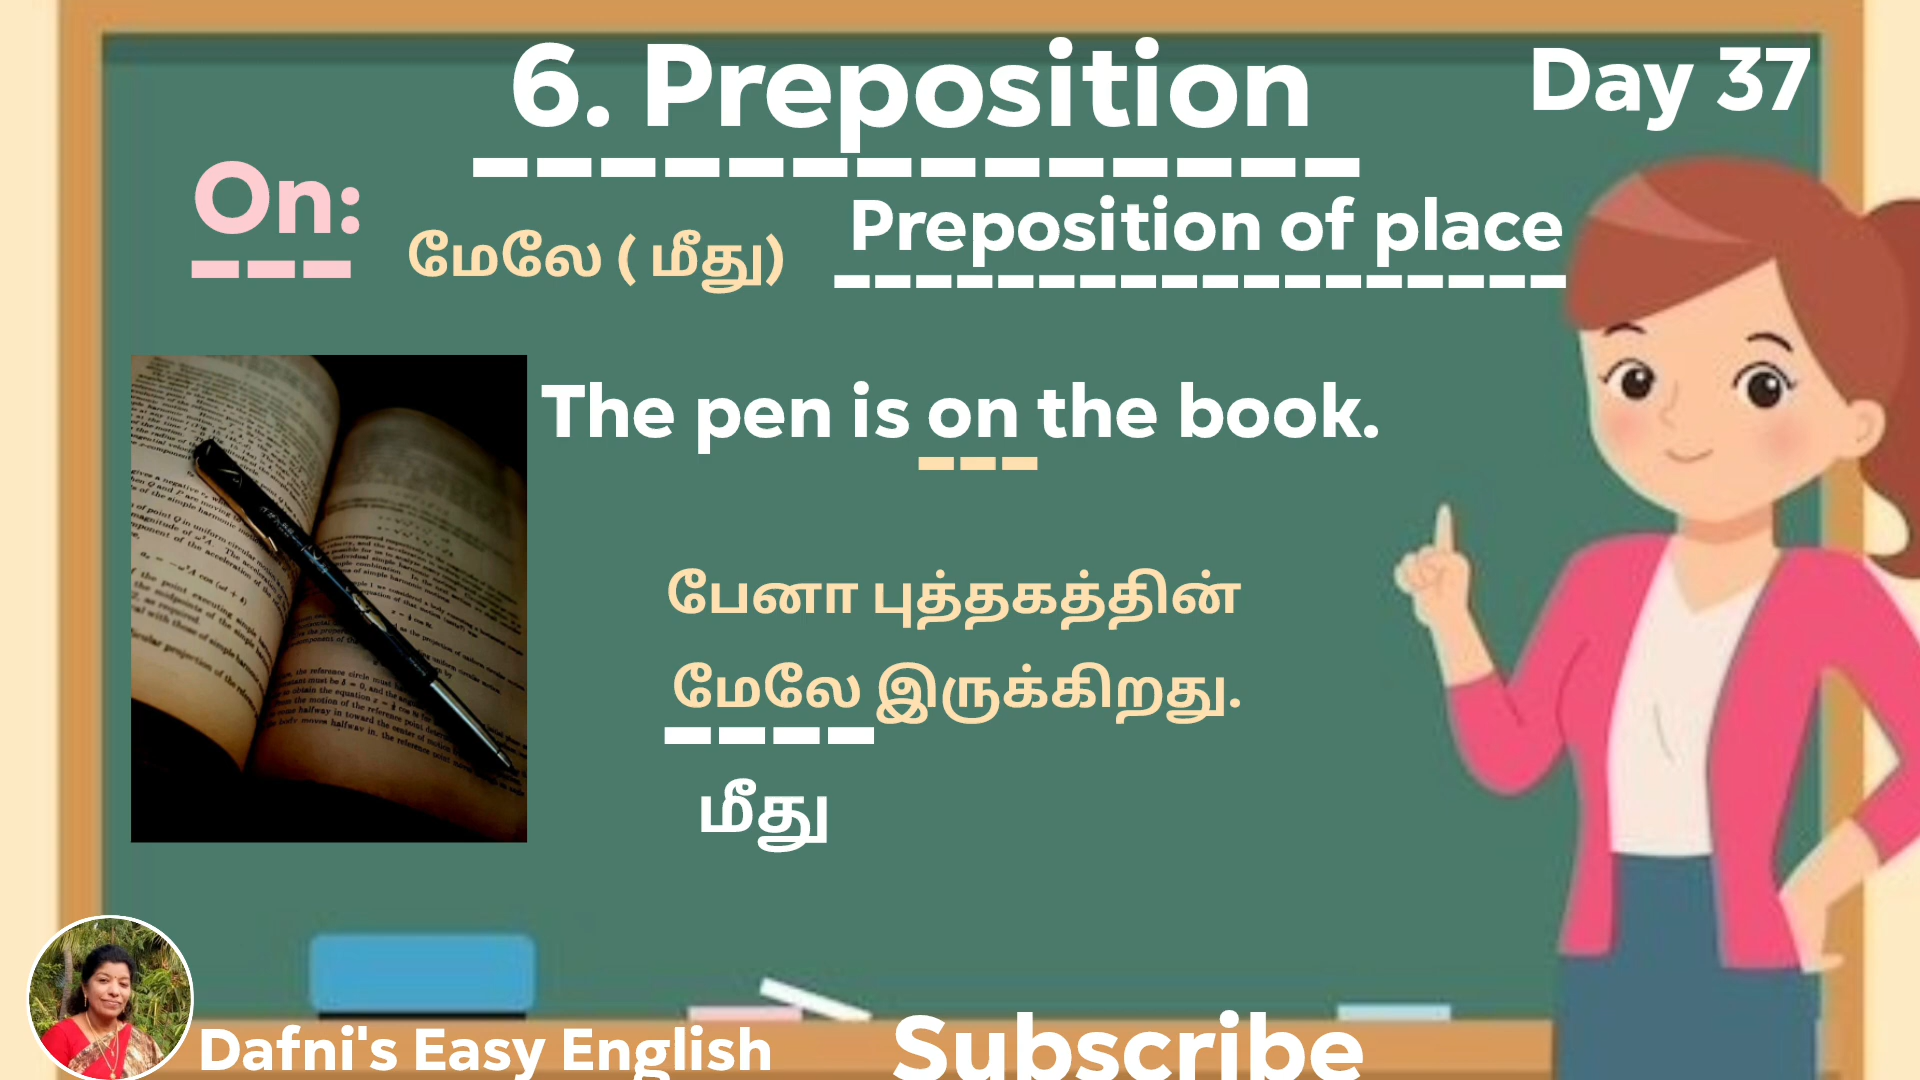 6. Preposition
Day 37
On:
மேலே ( மீது)
Preposition of place
The pen is on the book.
பேனா புத்தகத்தின்
மேலே இருக்கிறது.
மீது
Dafni's Easy English
Subscribe